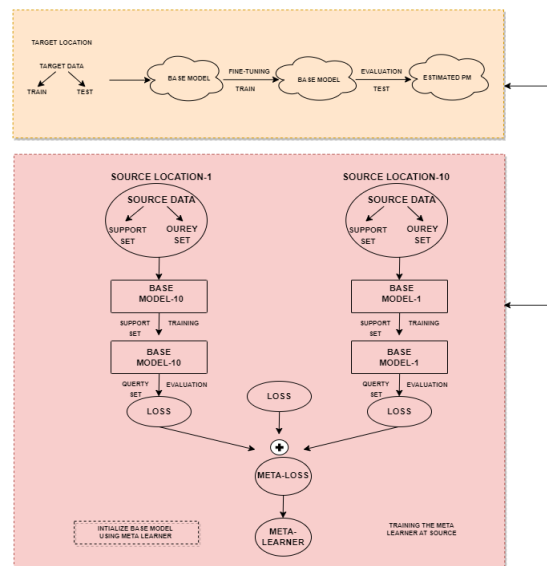 TARGET LOCATION
TARGET DATA
TRAIN
TEST
BASE MODEL
FINE-TUNING
TRAIN
BASE MODEL
EVALUATION
TEST
ESTIMATED PM
SOURCE LOCATION-1
SOURCE DATA
SUPPORT
SET
OUREY
SET
BASE
MODEL-10
SUPPORT
SET
TRAINING
BASE
MODEL-10
QUERTY
SET
EVALUATION
LOSS
SOURCE LOCATION-10
SOURCE DATA
SUPPORT
SET
OUREY
SET
BASE
MODEL-1
SUPPORT
SET
TRAINING
BASE
MODEL-1
QUERTY
SET
EVALUATION
LOSS
LOSS
META-LOSS
META-
LEARNER
INTIALIZE BASE MODEL
USING META LEARNER
TRAINING THE META
LEARNER AT SOURCE